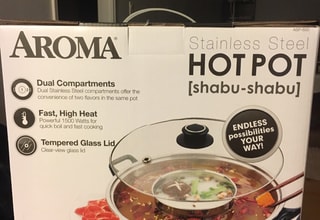 AROMA®
Stainless Steel
HOT POT
[shabu-shabu]
Dual Compartments
Dual Stainless Steel compartments offer the
convenience of two flavors in the same pot
Fast, High Heat
Powerful 1500 Watts for
quick boil and fast cooking
Tempered Glass Lid
Clear-view glass lid
ENDLESS
possibilities
YOUR
WAY!